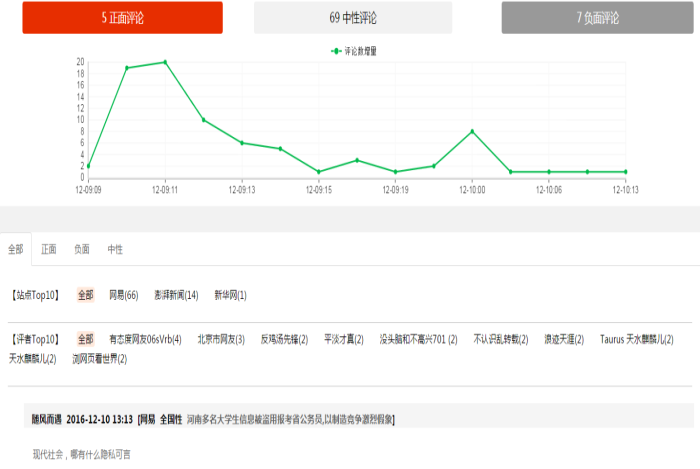 5 正面评论
69 中性评论
7 负面评论
评论数增量
20
18
16
14
12
10
8
6
4
2
0
12-09:09 12-09:11 12-09:13 12-09:15 12-09:19 12-10:00 12-10:06 12-10:13
全部 正面 负面 中性
【站点Top10】 全部 网易(66) 澎湃新闻(14) 新华网(1)
【评者Top10】 全部 有态度网友06sVrb(4) 北京市网友(3) 反鸡汤先锋(2) 平淡才真(2) 没头脑和不高兴701 (2) 不认识乱转载(2) 浪迹天涯(2) Taurus 天水麒麟儿(2)
天水麒麟儿(2) 浏网页看世界(2)
随风而遇 2016-12-10 13:13 [网易 全国性 河南多名大学生信息被盗用报考省公务员,以制造竞争激烈假象]
现代社会，哪有什么隐私可言